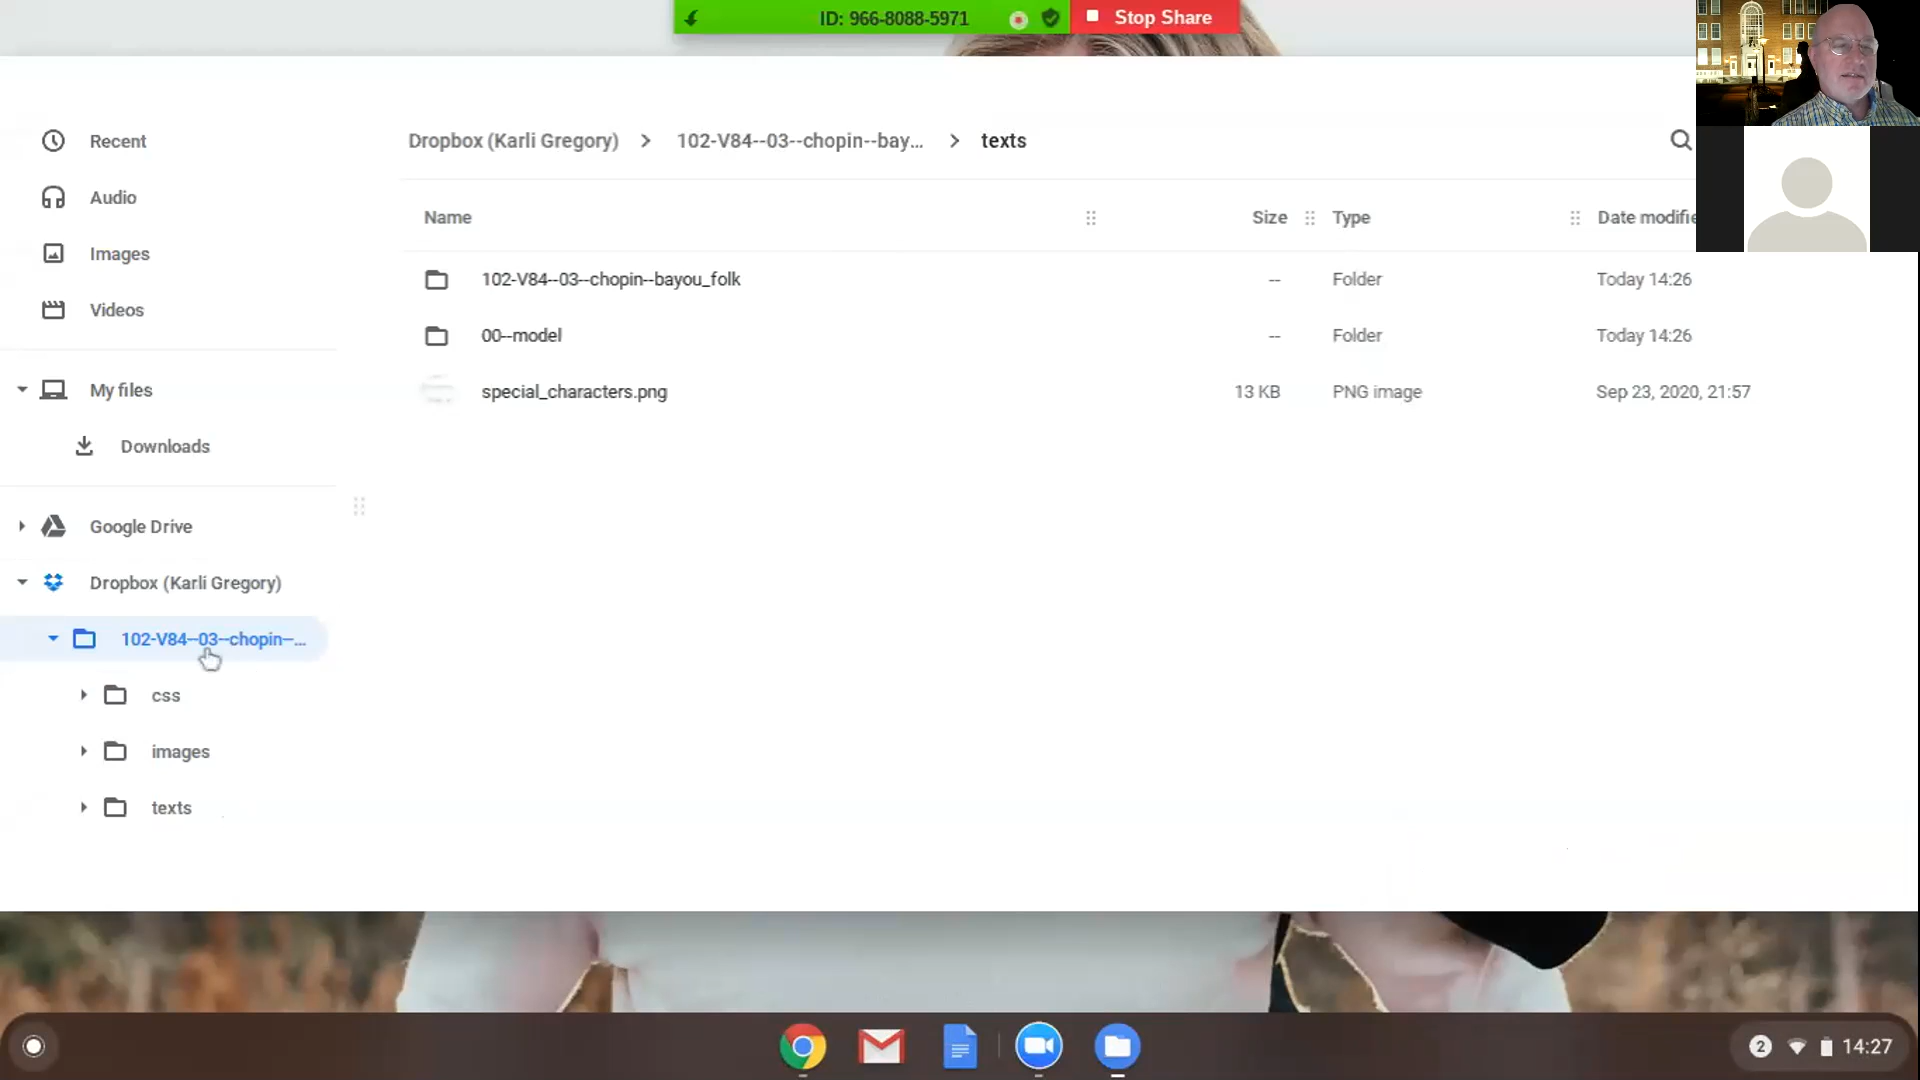 ID: 966-8088-5971
Stop Share
Recent
Audio
Images
Videos
My files
Downloads
Google Drive
Dropbox (Karli Gregory)
102-V84--03--chopin--...
css
images
texts
Dropbox (Karli Gregory) > 102-V84--03--chopin--bay... > texts
Name Size Type Date modifie
102-V84--03--chopin--bayou_folk -- Folder Today 14:26
00--model -- Folder Today 14:26
special_characters.png 13 KB PNG image Sep 23, 2020, 21:57
2 14:27